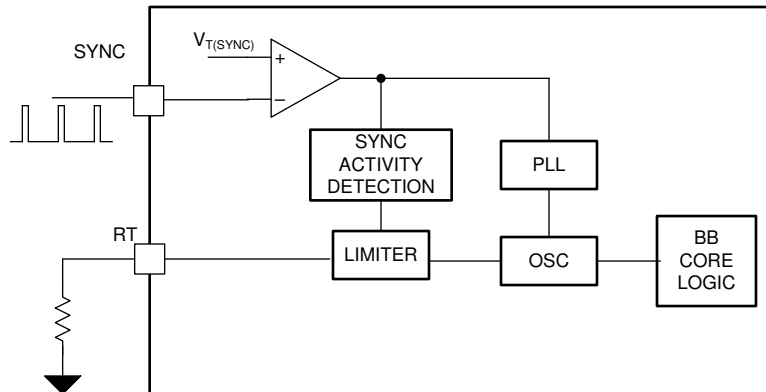 SYNC
V_T(SYNC)
+
−
SYNC
ACTIVITY
DETECTION
PLL
RT
LIMITER
OSC
BB
CORE
LOGIC